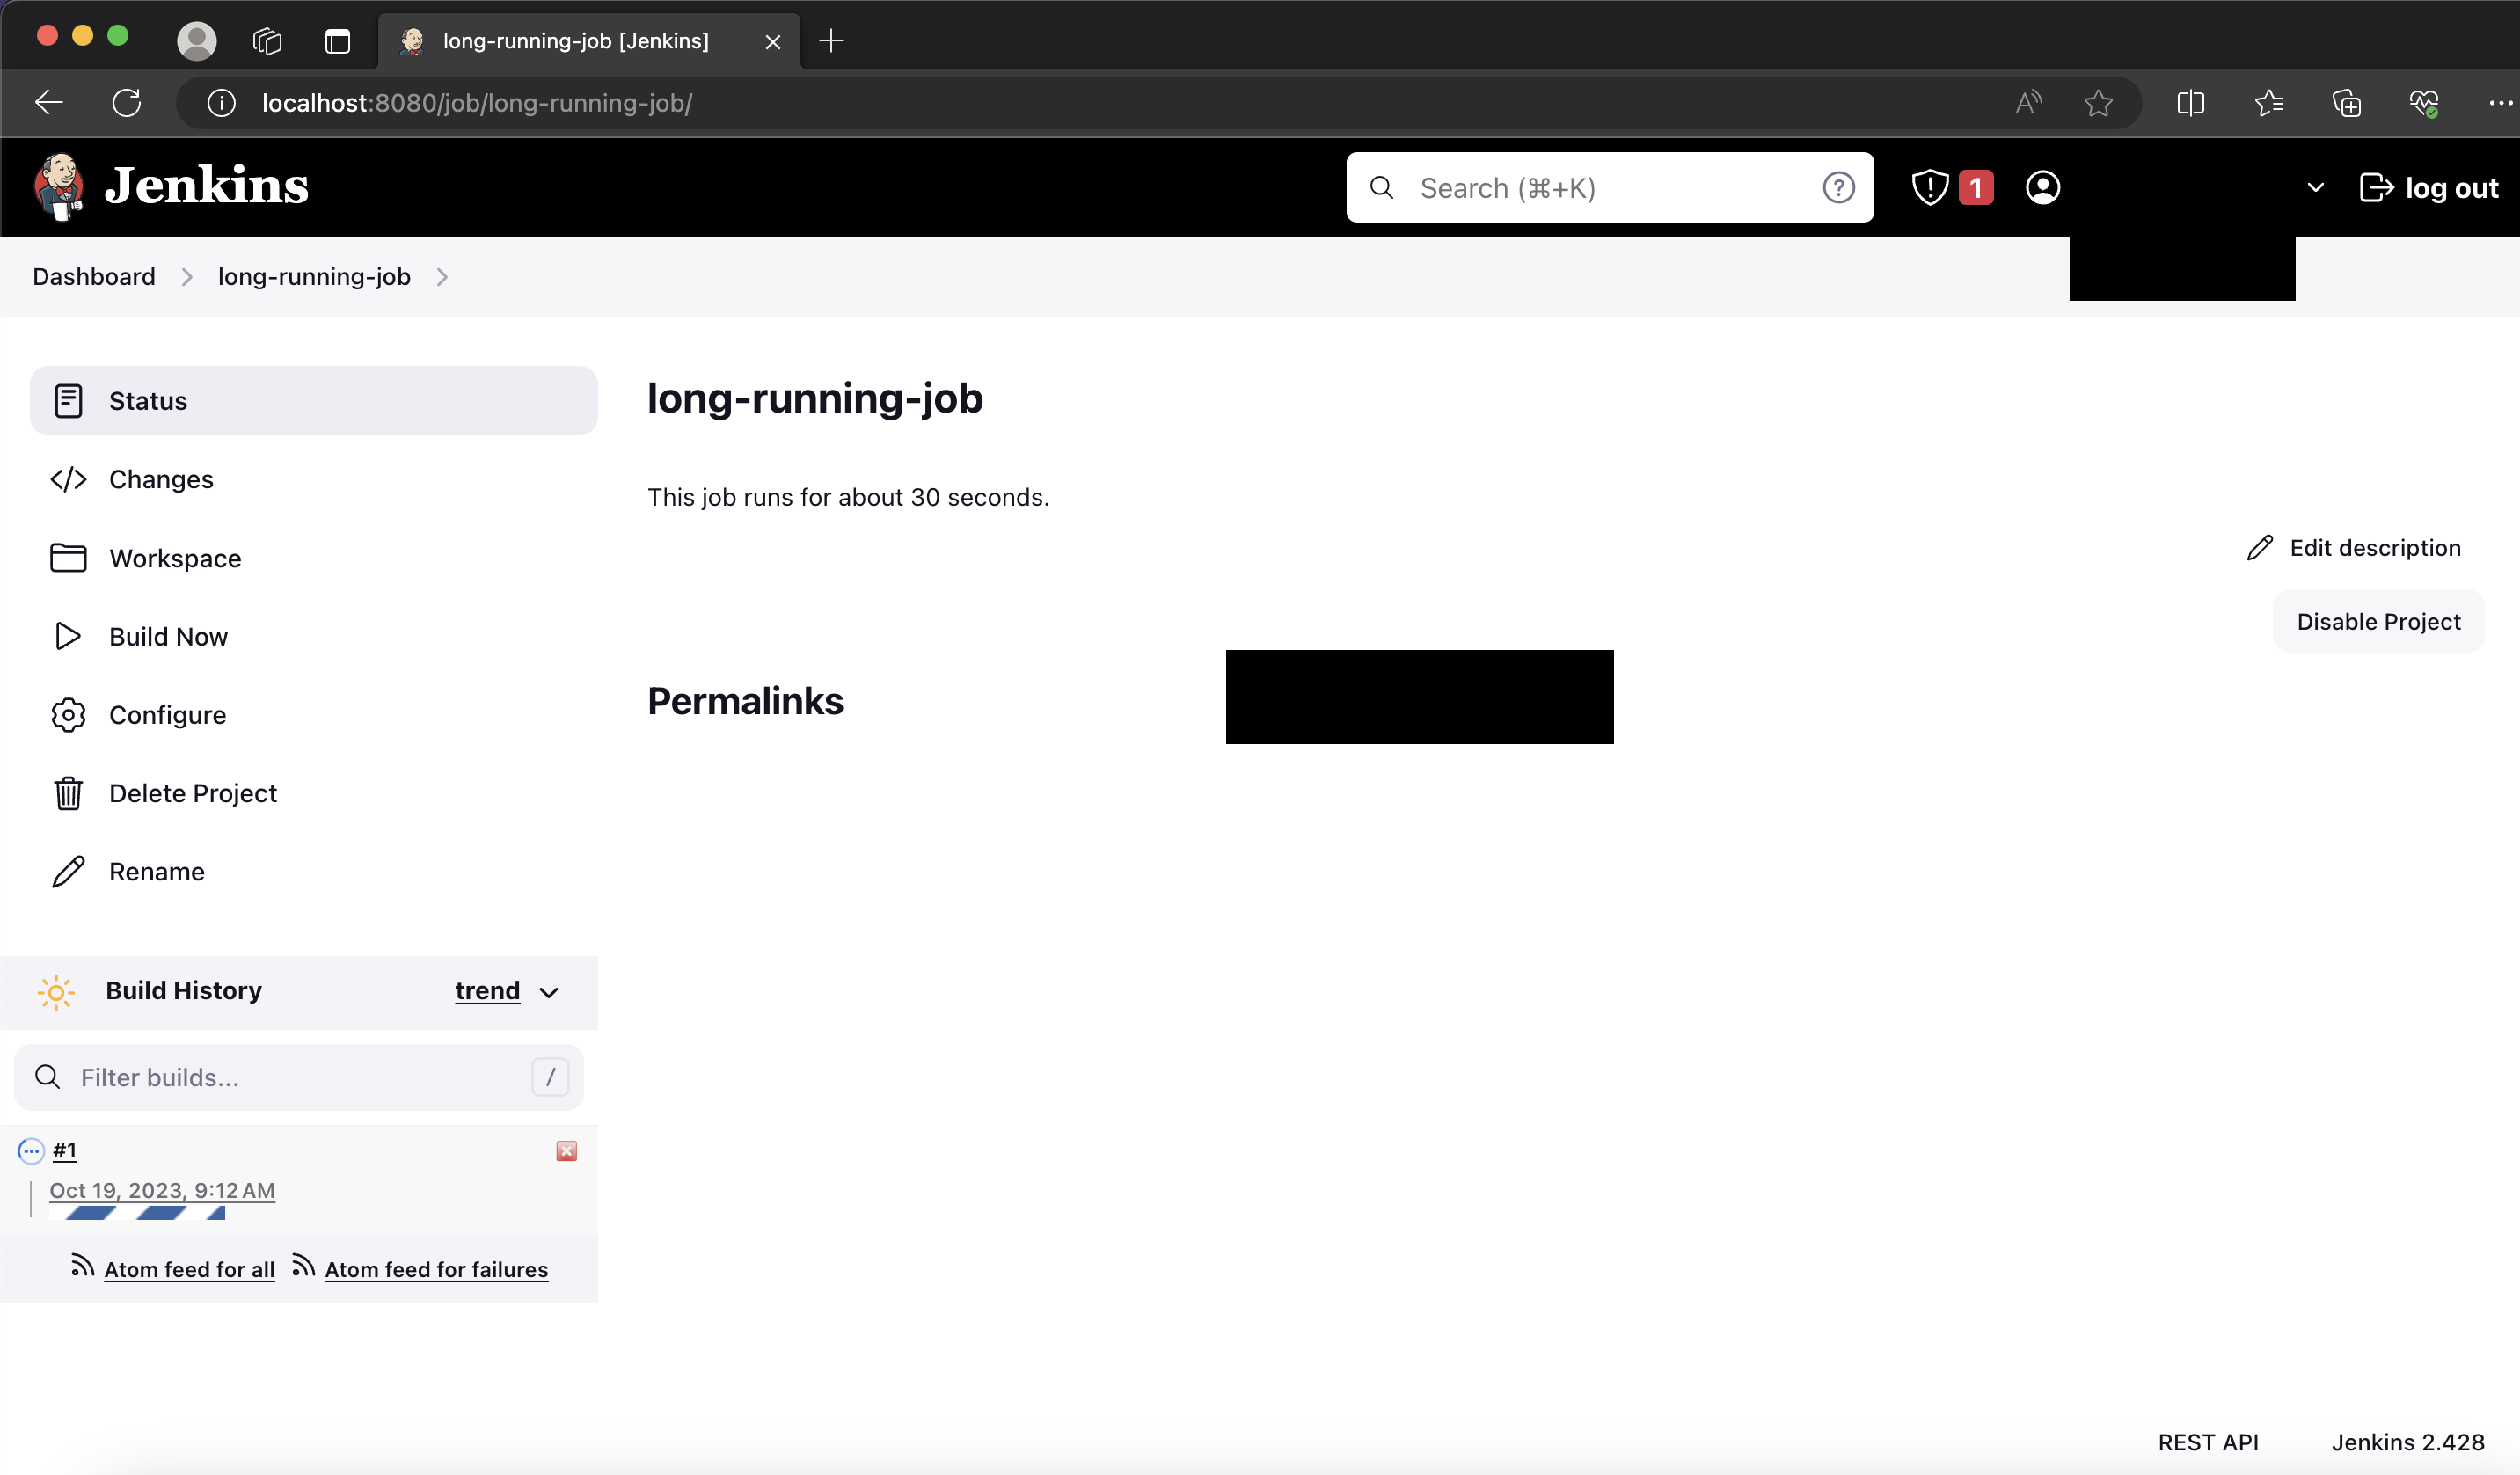 long-running-job [Jenkins]
localhost:8080/job/long-running-job/
Jenkins
Search (⌘+K)
1
log out
Dashboard
long-running-job
Status
Changes
Workspace
Build Now
Configure
Delete Project
Rename
long-running-job
This job runs for about 30 seconds.
Edit description
Disable Project
Permalinks
Build History
trend
Filter builds...
/
#1
Oct 19, 2023, 9:12 AM
Atom feed for all
Atom feed for failures
REST API
Jenkins 2.428